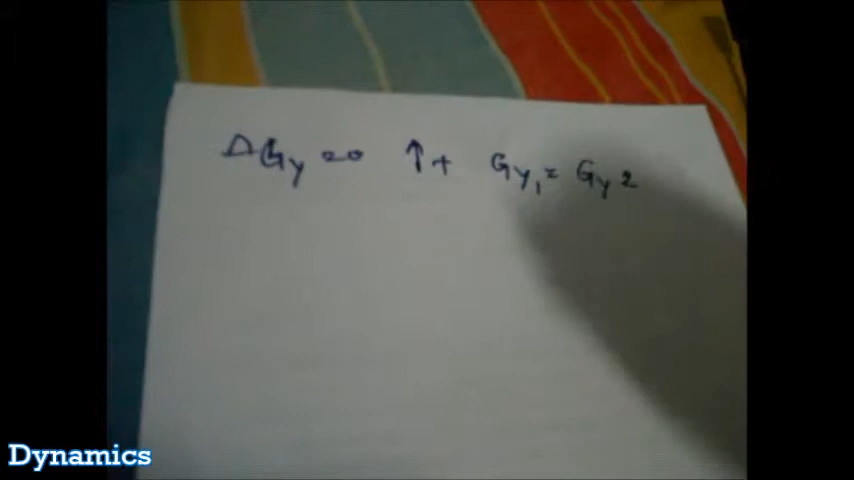 ΔGy = 0 ↑+ Gy1 = Gy2
Dynamics